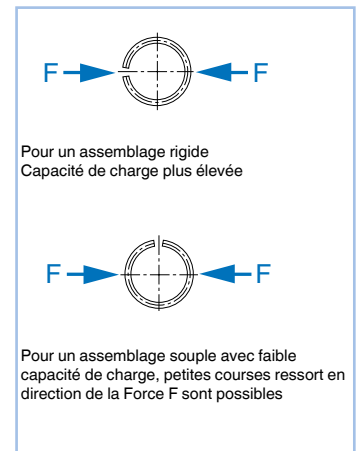 F F
Pour un assemblage rigide
Capacité de charge plus élevée
F F
Pour un assemblage souple avec faible
capacité de charge, petites courses ressort en
direction de la Force F sont possibles